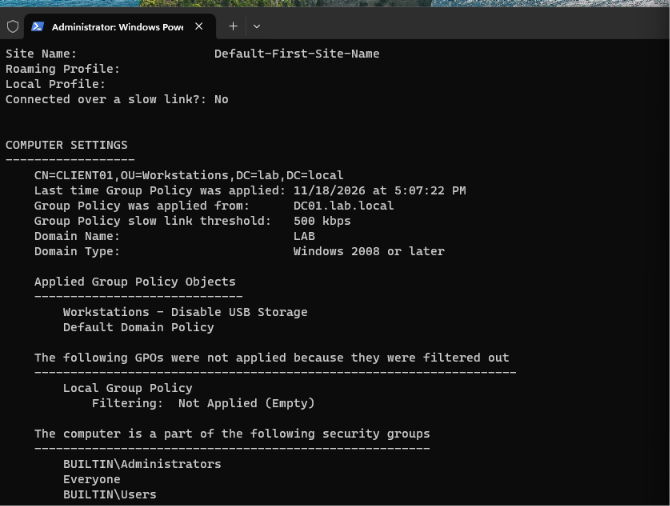 Administrator: Windows Powe
Site Name: Default-First-Site-Name
Roaming Profile:
Local Profile:
Connected over a slow link?: No
COMPUTER SETTINGS
------------------
CN=CLIENT01,OU=Workstations,DC=lab,DC=local
Last time Group Policy was applied: 11/18/2026 at 5:07:22 PM
Group Policy was applied from: DC01.lab.local
Group Policy slow link threshold: 500 kbps
Domain Name: LAB
Domain Type: Windows 2008 or later
Applied Group Policy Objects
-----------------------------
Workstations - Disable USB Storage
Default Domain Policy
The following GPOs were not applied because they were filtered out
-------------------------------------------------------------------
Local Group Policy
Filtering: Not Applied (Empty)
The computer is a part of the following security groups
-------------------------------------------------------
BUILTIN\Administrators
Everyone
BUILTIN\Users